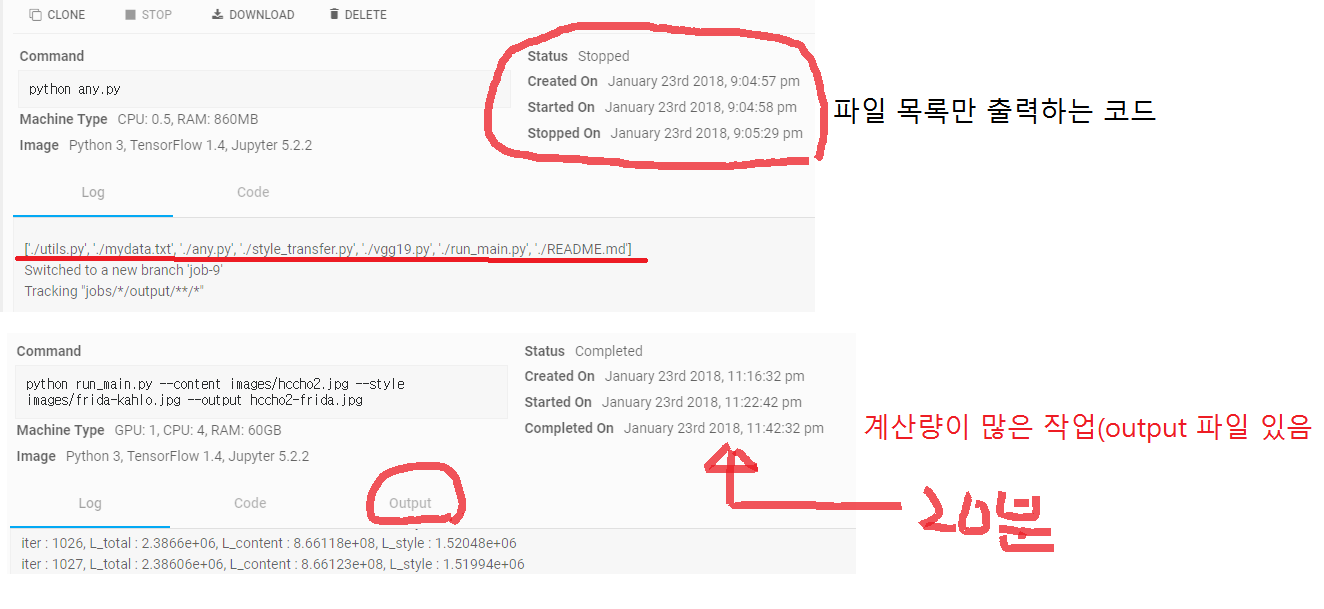 CLONE STOP DOWNLOAD DELETE
Command
python any.py
Machine Type CPU: 0.5, RAM: 860MB
Image Python 3, TensorFlow 1.4, Jupyter 5.2.2
Status Stopped
Created On January 23rd 2018, 9:04:57 pm
Started On January 23rd 2018, 9:04:58 pm
Stopped On January 23rd 2018, 9:05:29 pm
파일 목록만 출력하는 코드
Log Code
['./utils.py', './mydata.txt', './any.py', './style_transfer.py', './vgg19.py', './run_main.py', './README.md']
Switched to a new branch 'job-9'
Tracking "jobs/*/output/**/*"
Command
python run_main.py --content images/hccho2.jpg --style
images/frida-kahlo.jpg --output hccho2-frida.jpg
Machine Type GPU: 1, CPU: 4, RAM: 60GB
Image Python 3, TensorFlow 1.4, Jupyter 5.2.2
Status Completed
Created On January 23rd 2018, 11:16:32 pm
Started On January 23rd 2018, 11:22:42 pm
Completed On January 23rd 2018, 11:42:32 pm
계산량이 많은 작업(output 파일 있음
20분
Log Code Output
iter : 1026, L_total : 2.3866e+06, L_content : 8.66118e+08, L_style : 1.52048e+06
iter : 1027, L_total : 2.38606e+06, L_content : 8.66123e+08, L_style : 1.51994e+06